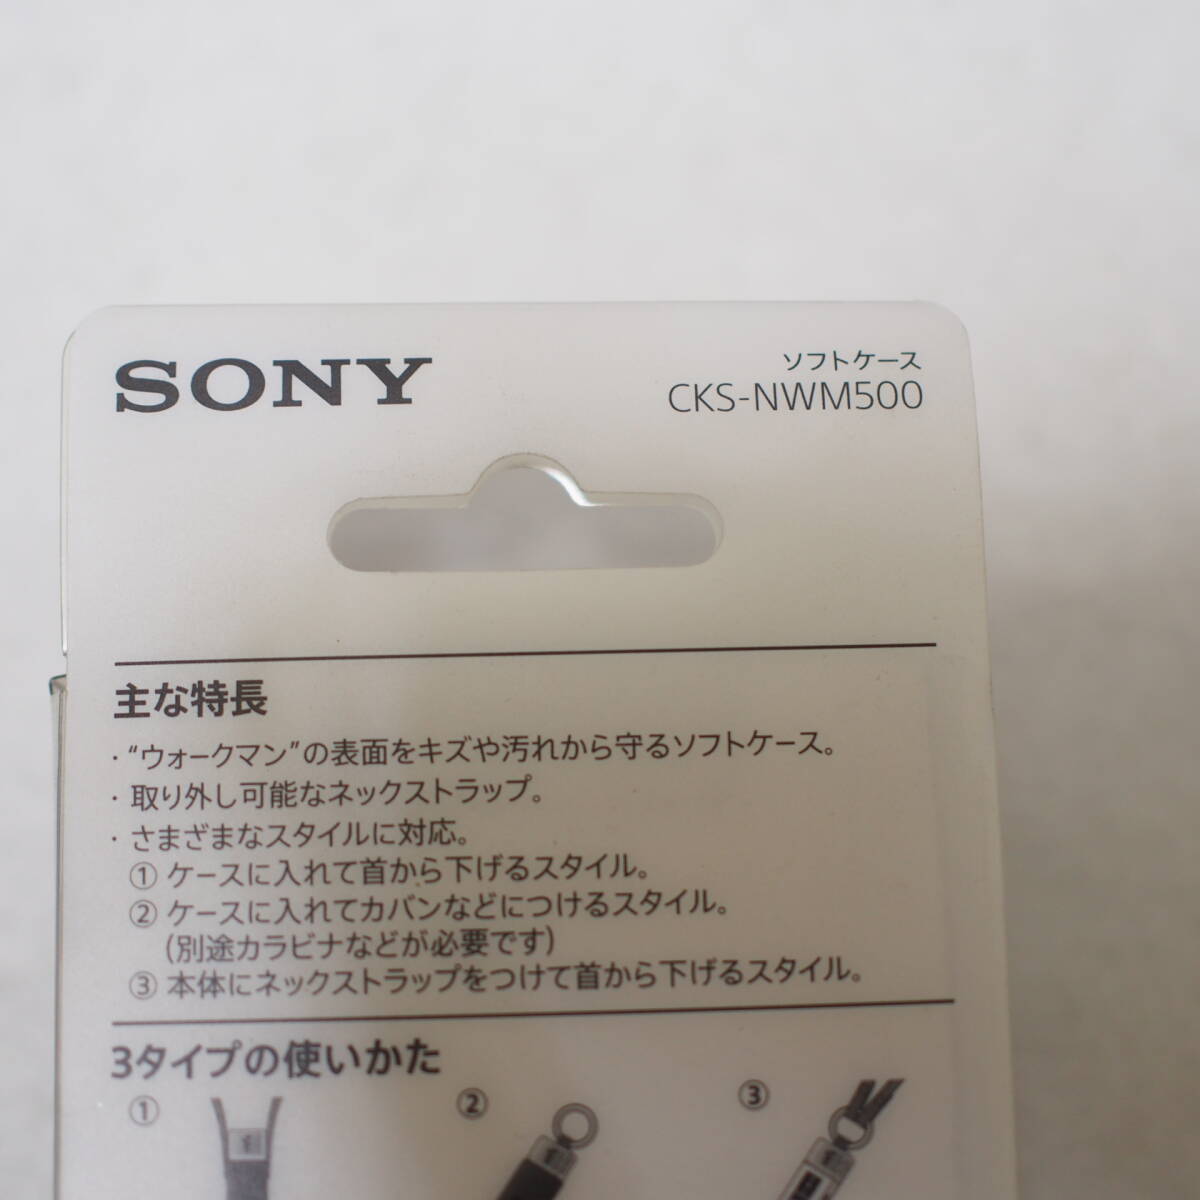 SONY
ソフトケース
CKS-NWM500
主な特長
・“ウォークマン”の表面をキズや汚れから守るソフトケース。
・取り外し可能なネックストラップ。
・さまざまなスタイルに対応。
① ケースに入れて首から下げるスタイル。
② ケースに入れてカバンなどにつけるスタイル。
(別途カラビナなどが必要です)
③ 本体にネックストラップをつけて首から下げるスタイル。
3タイプの使いかた
①
②
③